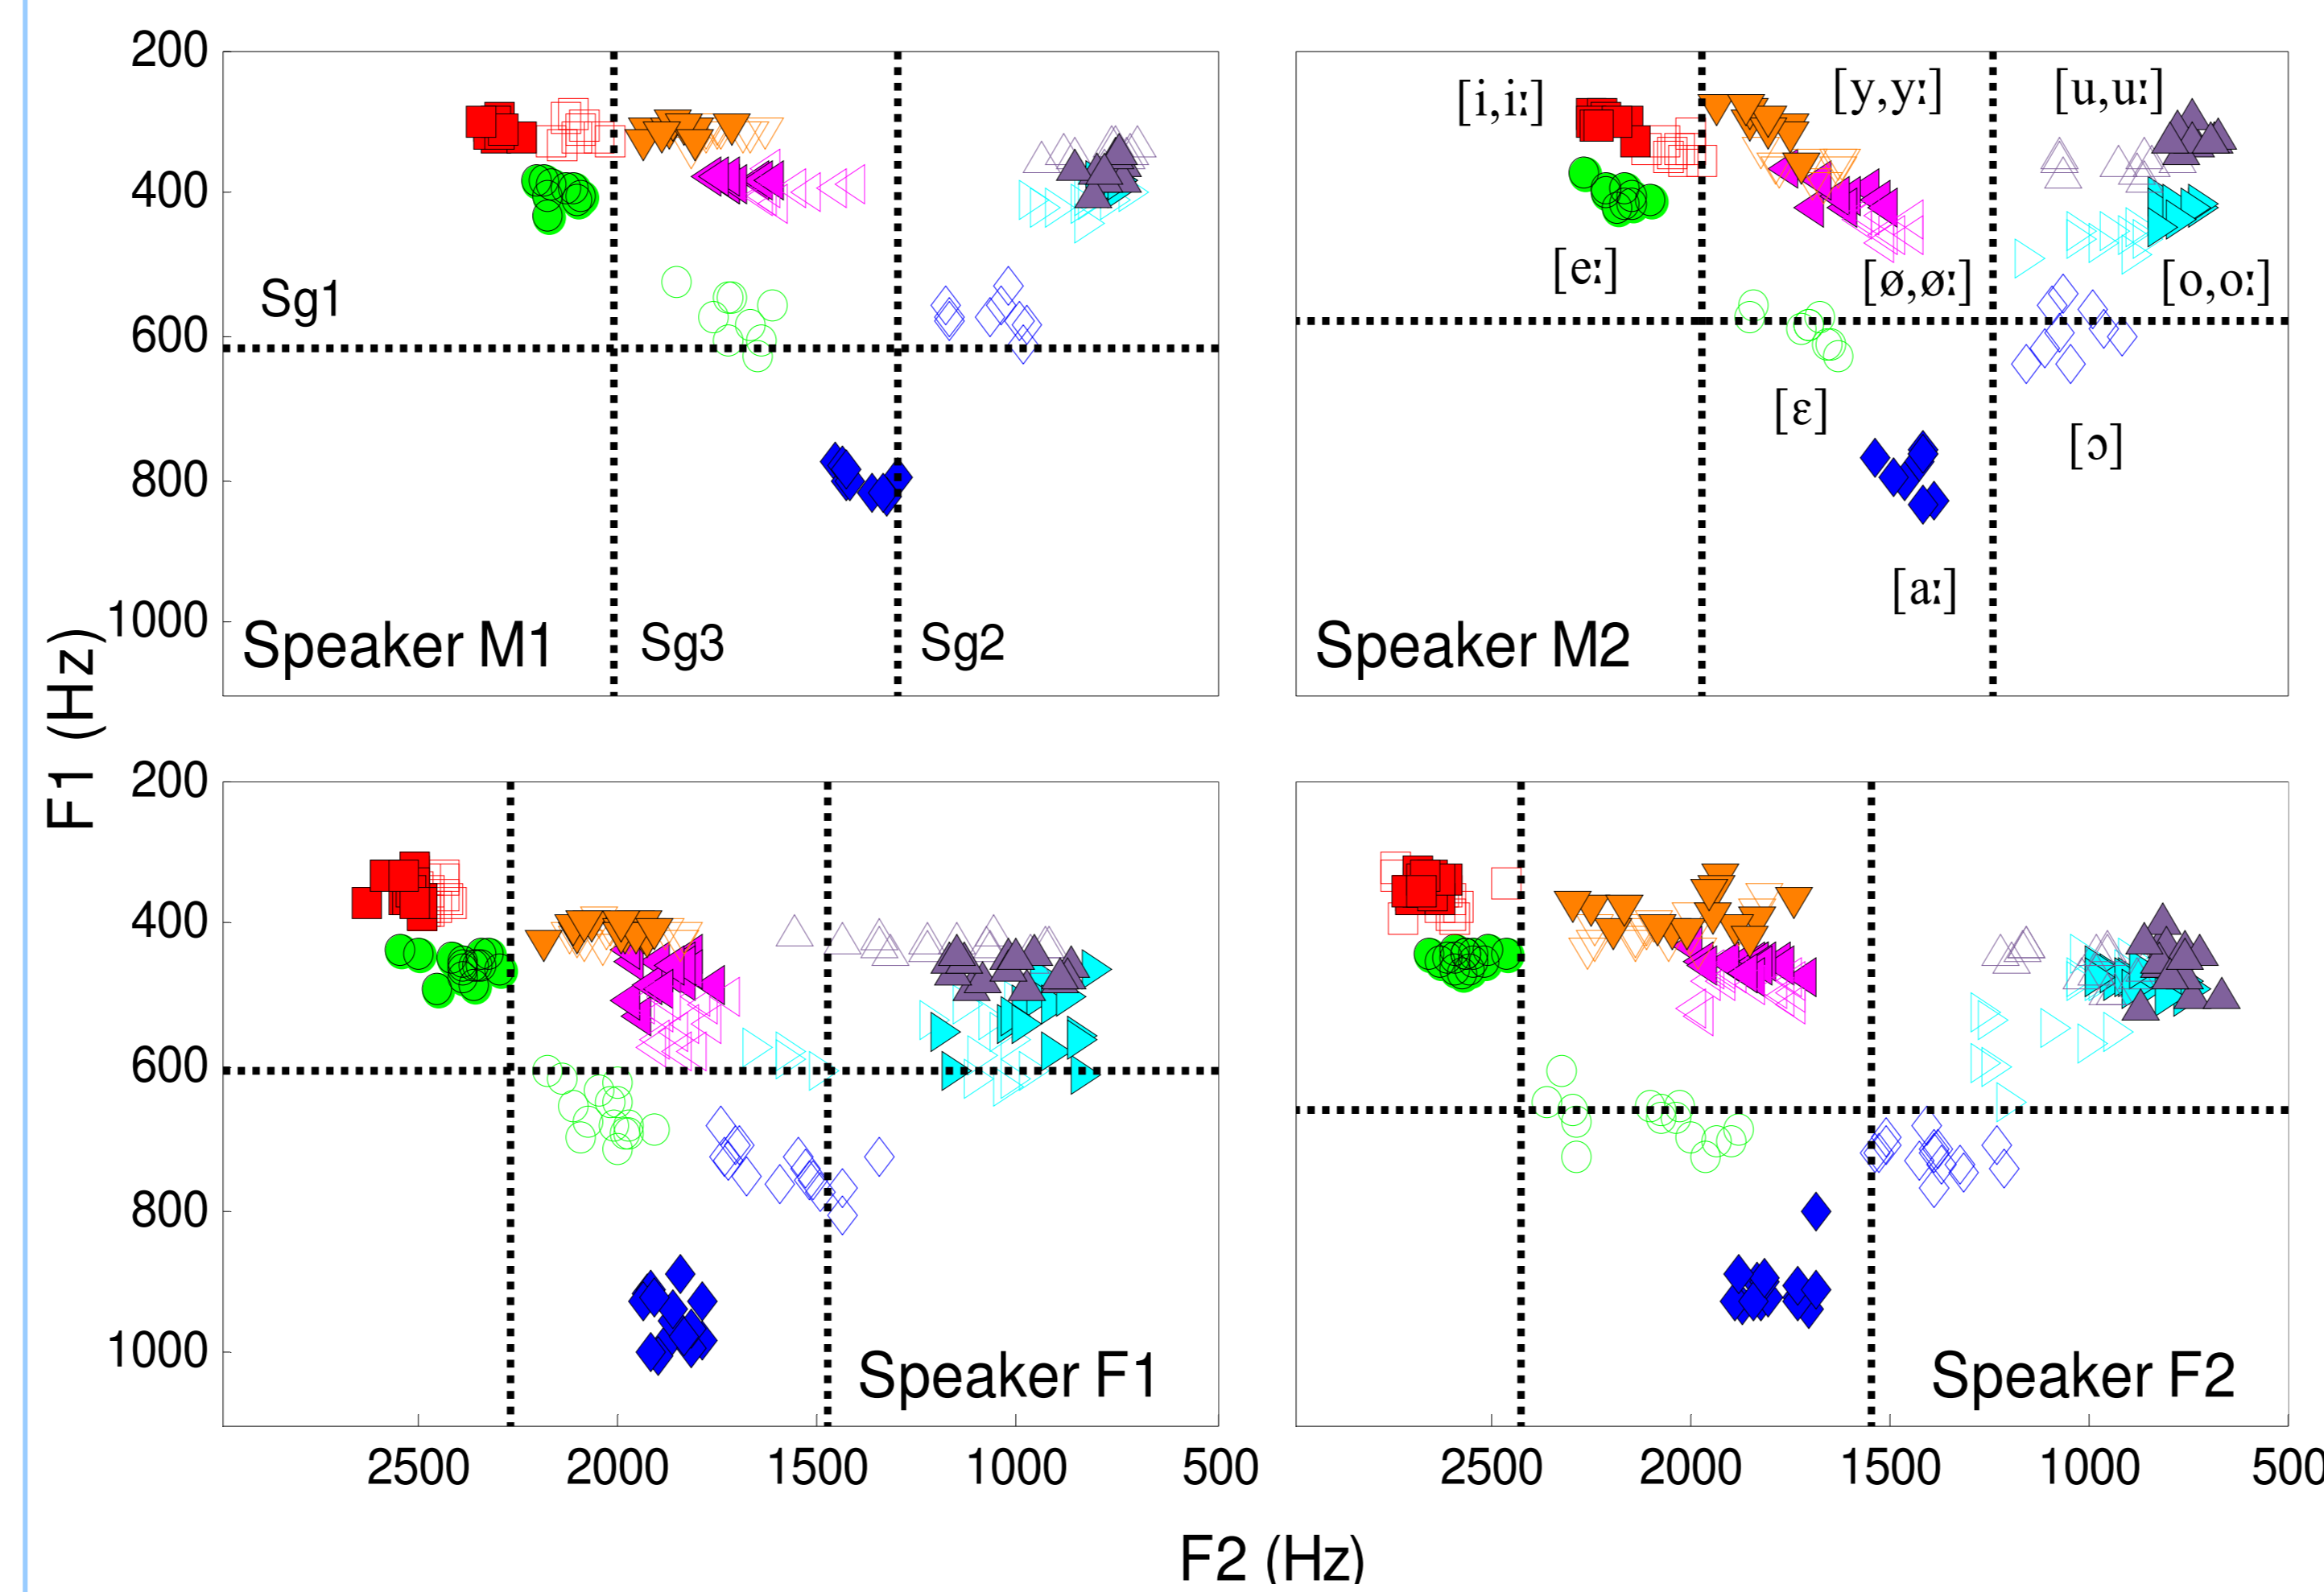 200
400
600
800
1000
Sg1
Speaker M1
Sg3
Sg2
[i,iː]
[y,yː]
[u,uː]
[eː]
[ø,øː]
[o,oː]
[ɛ]
[ɔ]
[aː]
Speaker M2
F1 (Hz)
200
400
600
800
1000
Speaker F1
Speaker F2
2500 2000 1500 1000 500
2500 2000 1500 1000 500
F2 (Hz)